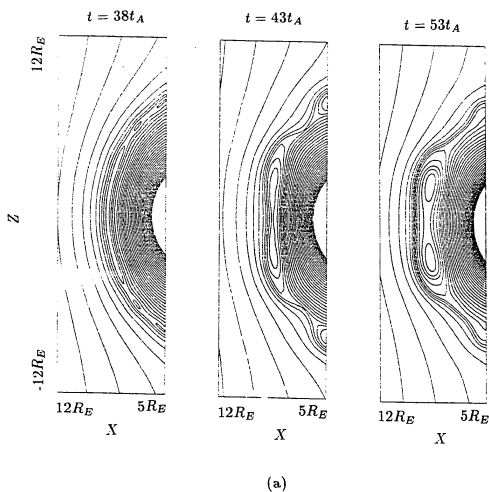 t = 38t_A
t = 43t_A
t = 53t_A
12R_E
Z
-12R_E
12R_E 5R_E
X
12R_E 5R_E
X
12R_E 5R_E
X
(a)